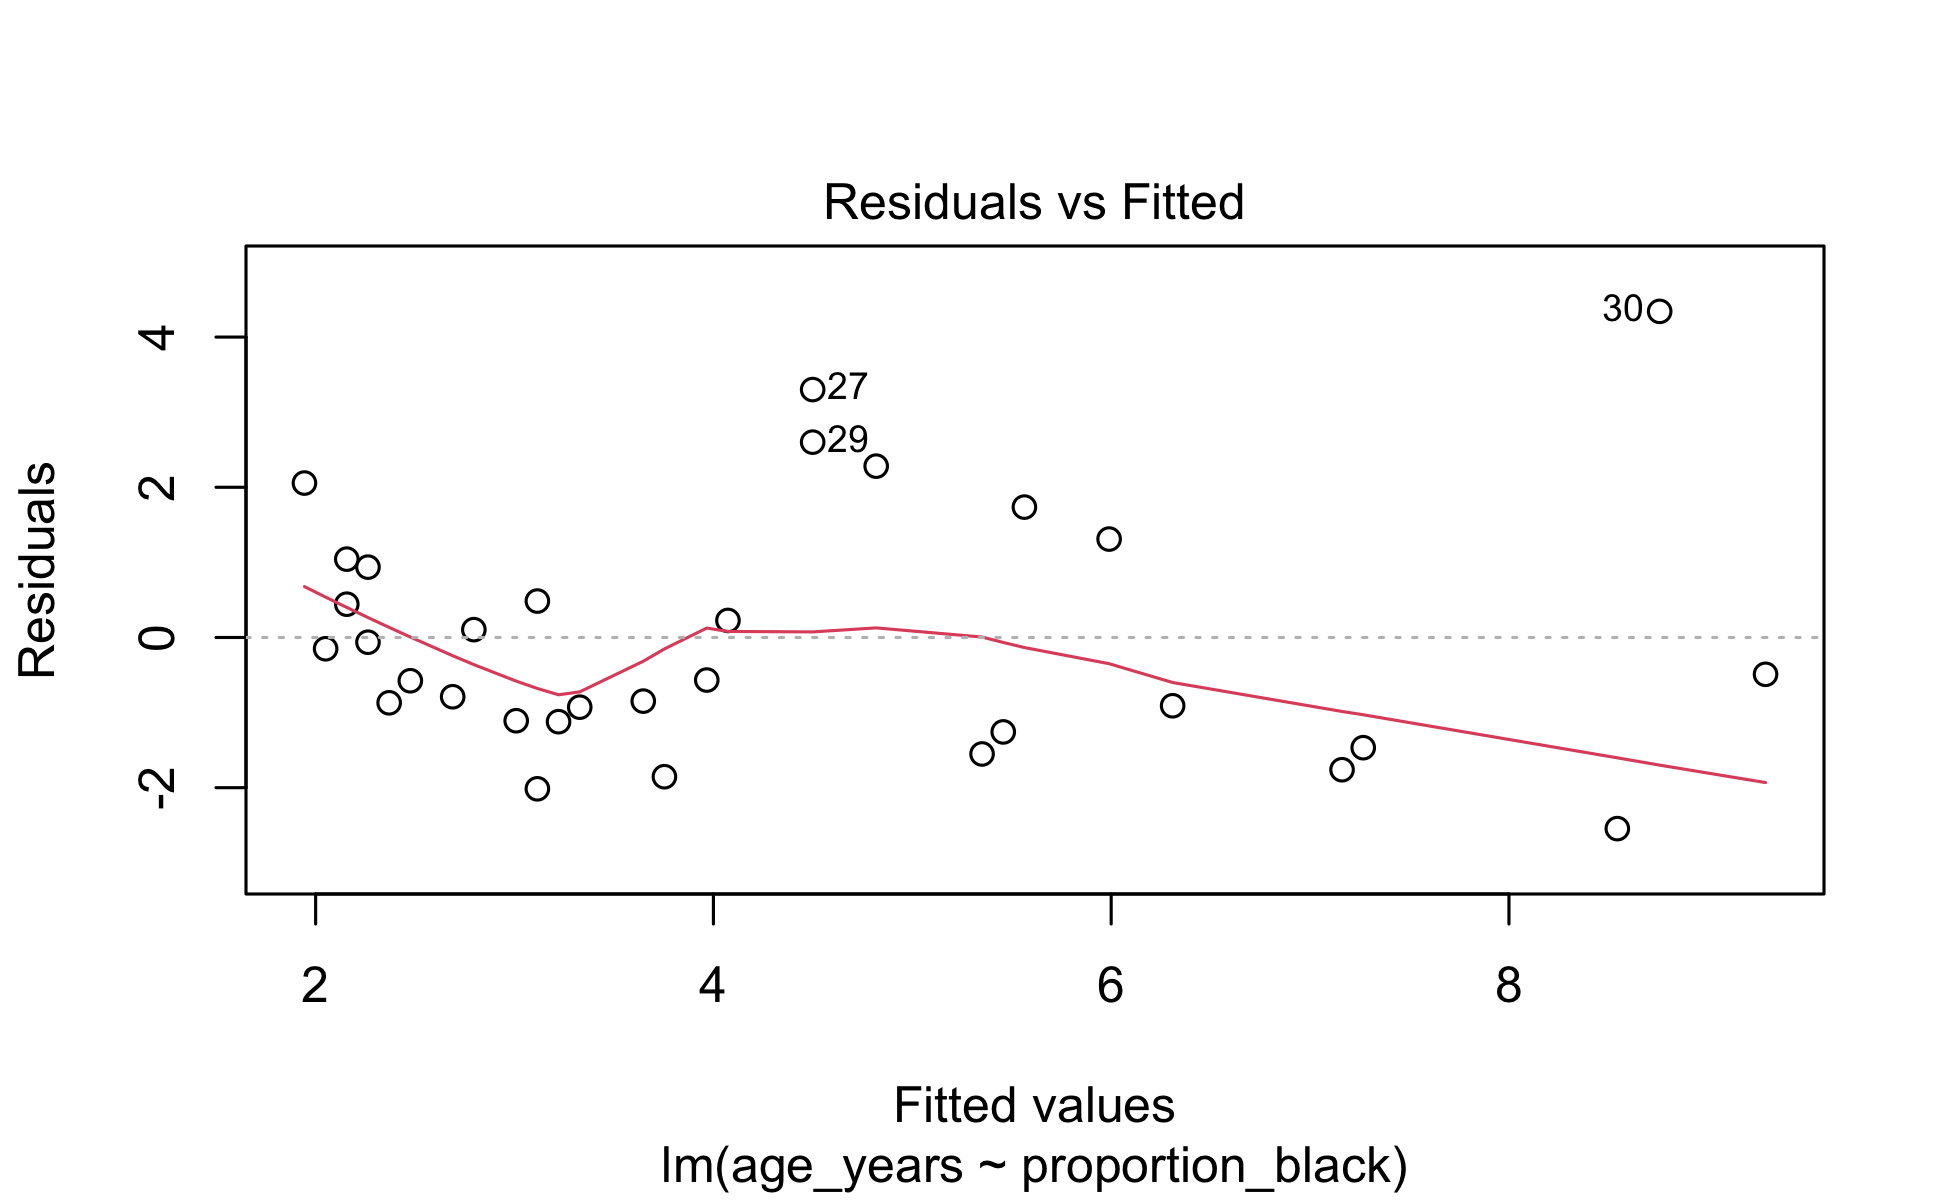 Residuals vs Fitted
Residuals
4
2
0
-2
30
27
29
2 4 6 8
Fitted values
lm(age_years ~ proportion_black)